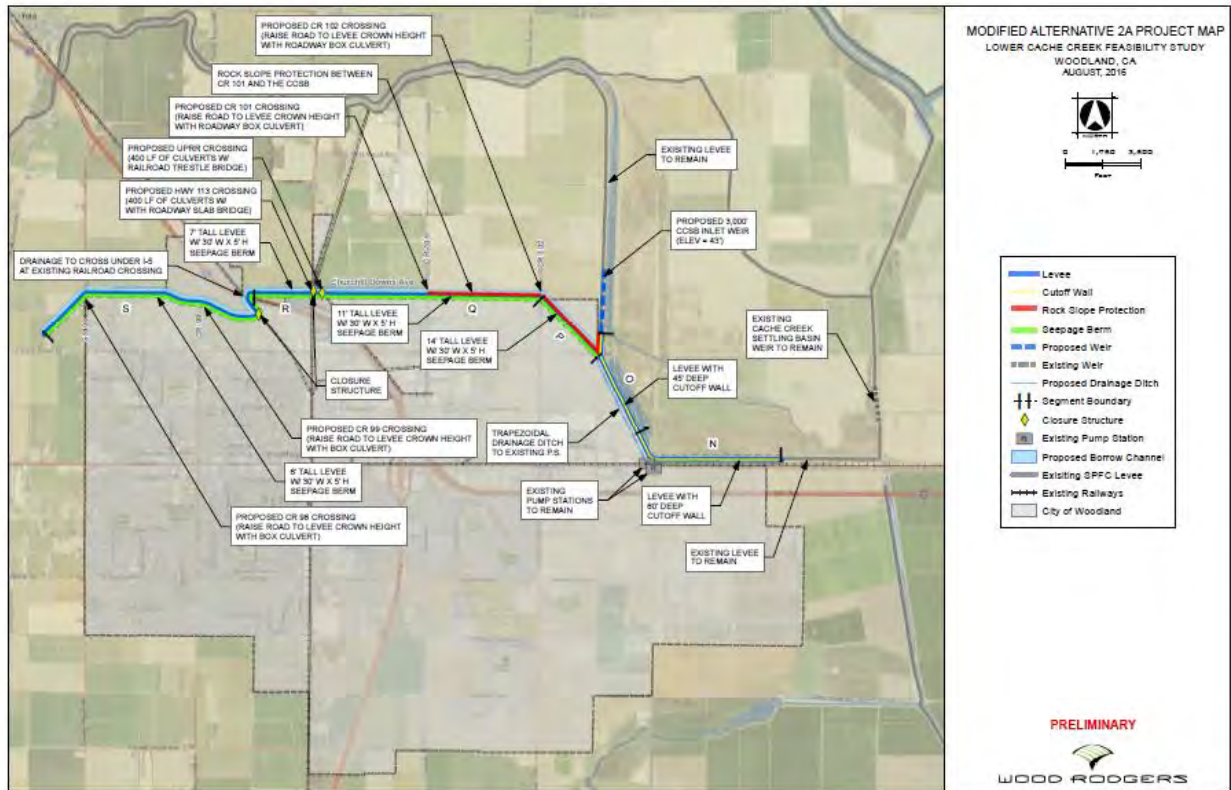 PROPOSED CR 102 CROSSING
(RAISE ROAD TO LEVEE CROWN HEIGHT
WITH ROADWAY BOX CULVERT)
ROCK SLOPE PROTECTION BETWEEN
CR 101 AND THE CCSB
PROPOSED CR 101 CROSSING
(RAISE ROAD TO LEVEE CROWN HEIGHT
WITH ROADWAY BOX CULVERT)
PROPOSED UPRR CROSSING
(400 LF OF CULVERTS W/
RAILROAD TRESTLE BRIDGE)
PROPOSED HWY 113 CROSSING
(400 LF OF CULVERTS W/
WITH ROADWAY SLAB BRIDGE)
7' TALL LEVEE
W/ 30' W X 5' H
SEEPAGE BERM
DRAINAGE TO CROSS UNDER I-5
AT EXISTING RAILROAD CROSSING
EXISITING LEVEE
TO REMAIN
PROPOSED 3,000'
CCSB INLET WEIR
(ELEV = 43')
EXISTING
CACHE CREEK
SETTLING BASIN
WEIR TO REMAIN
Churchill Downs Ave
S
R
Q
P
O
N
11' TALL LEVEE
W/ 30' W X 5' H
SEEPAGE BERM
14' TALL LEVEE
W/ 30' W X 5' H
SEEPAGE BERM
CLOSURE
STRUCTURE
LEVEE WITH
45' DEEP
CUTOFF WALL
PROPOSED CR 99 CROSSING
(RAISE ROAD TO LEVEE CROWN HEIGHT
WITH BOX CULVERT)
TRAPEZOIDAL
DRAINAGE DITCH
TO EXISTING P.S.
6' TALL LEVEE
W/ 30' W X 5' H
SEEPAGE BERM
EXISTING
PUMP STATIONS
TO REMAIN
LEVEE WITH
60' DEEP
CUTOFF WALL
PROPOSED CR 98 CROSSING
(RAISE ROAD TO LEVEE CROWN HEIGHT
WITH BOX CULVERT)
EXISTING LEVEE
TO REMAIN
MODIFIED ALTERNATIVE 2A PROJECT MAP
LOWER CACHE CREEK FEASIBILITY STUDY
WOODLAND, CA
AUGUST, 2016
NORTH
0 1,750 3,500
Feet
Levee
Cutoff Wall
Rock Slope Protection
Seepage Berm
Proposed Weir
Existing Weir
Proposed Drainage Ditch
Segment Boundary
Closure Structure
Existing Pump Station
Proposed Borrow Channel
Exisiting SPFC Levee
Existing Railways
City of Woodland
PRELIMINARY
WOOD RODGERS